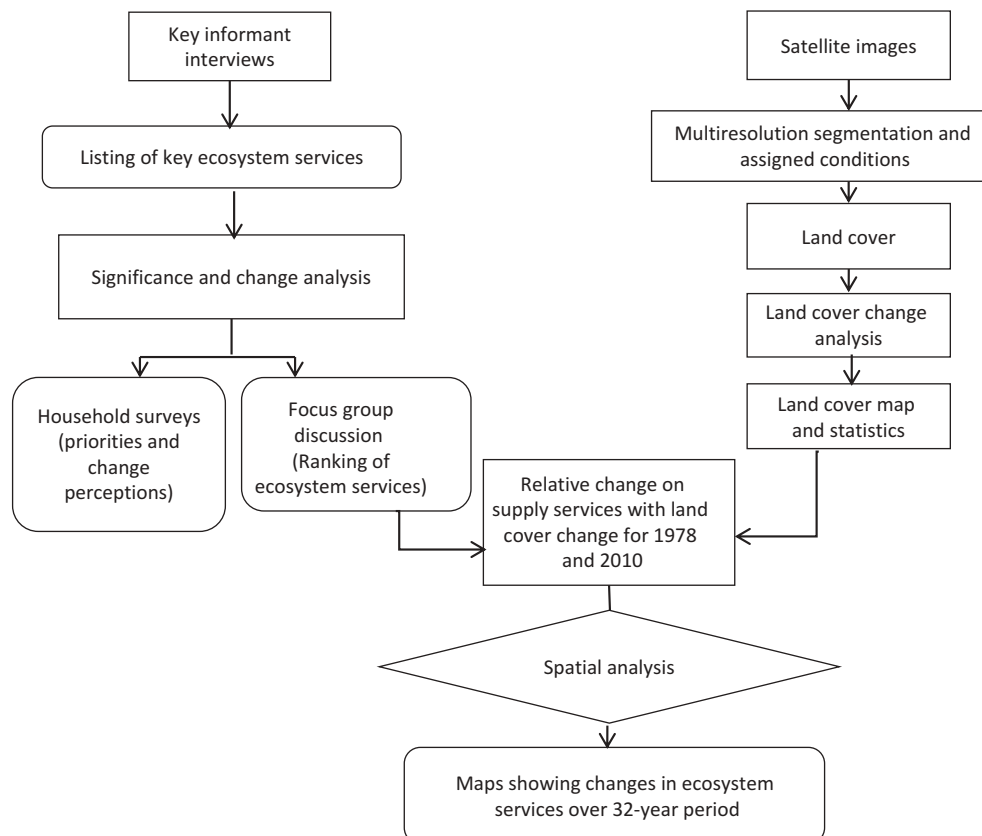 Key informant
interviews
Listing of key ecosystem services
Significance and change analysis
Household surveys
(priorities and
change
perceptions)
Focus group
discussion
(Ranking of
ecosystem services)
Satellite images
Multiresolution segmentation and
assigned conditions
Land cover
Land cover change
analysis
Land cover map
and statistics
Relative change on
supply services with land
cover change for 1978
and 2010
Spatial analysis
Maps showing changes in ecosystem
services over 32-year period